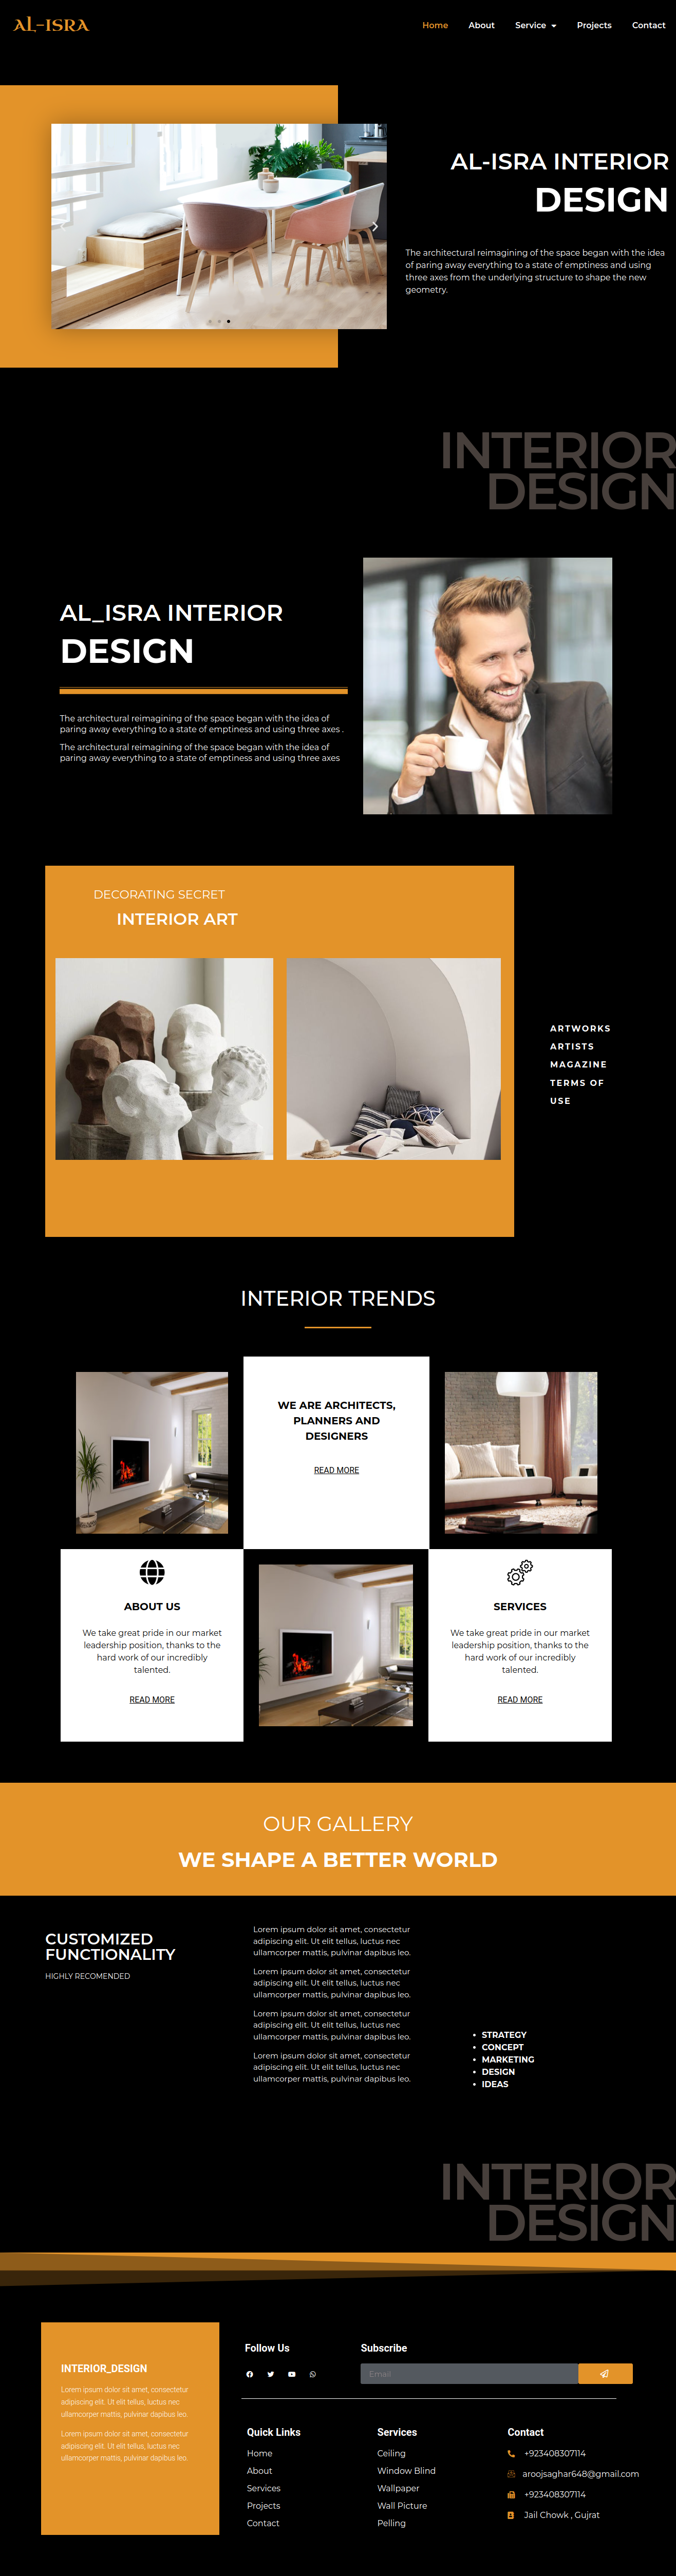 AL-ISRA
Home
About
Service
Projects
Contact
AL-ISRA INTERIOR
DESIGN
The architectural reimagining of the space began with the idea
of paring away everything to a state of emptiness and using
three axes from the underlying structure to shape the new
geometry.
INTERIOR
DESIGN
AL_ISRA INTERIOR
DESIGN
The architectural reimagining of the space began with the idea of
paring away everything to a state of emptiness and using three axes .
The architectural reimagining of the space began with the idea of
paring away everything to a state of emptiness and using three axes
DECORATING SECRET
INTERIOR ART
ARTWORKS
ARTISTS
MAGAZINE
TERMS OF
USE
INTERIOR TRENDS
WE ARE ARCHITECTS,
PLANNERS AND
DESIGNERS
READ MORE
ABOUT US
We take great pride in our market
leadership position, thanks to the
hard work of our incredibly
talented.
READ MORE
SERVICES
We take great pride in our market
leadership position, thanks to the
hard work of our incredibly
talented.
READ MORE
OUR GALLERY
WE SHAPE A BETTER WORLD
CUSTOMIZED
FUNCTIONALITY
HIGHLY RECOMENDED
Lorem ipsum dolor sit amet, consectetur
adipiscing elit. Ut elit tellus, luctus nec
ullamcorper mattis, pulvinar dapibus leo.
Lorem ipsum dolor sit amet, consectetur
adipiscing elit. Ut elit tellus, luctus nec
ullamcorper mattis, pulvinar dapibus leo.
Lorem ipsum dolor sit amet, consectetur
adipiscing elit. Ut elit tellus, luctus nec
ullamcorper mattis, pulvinar dapibus leo.
Lorem ipsum dolor sit amet, consectetur
adipiscing elit. Ut elit tellus, luctus nec
ullamcorper mattis, pulvinar dapibus leo.
• STRATEGY
• CONCEPT
• MARKETING
• DESIGN
• IDEAS
INTERIOR
DESIGN
INTERIOR_DESIGN
Lorem ipsum dolor sit amet, consectetur
adipiscing elit. Ut elit tellus, luctus nec
ullamcorper mattis, pulvinar dapibus leo.
Lorem ipsum dolor sit amet, consectetur
adipiscing elit. Ut elit tellus, luctus nec
ullamcorper mattis, pulvinar dapibus leo.
Follow Us
Subscribe
Email
Quick Links
Home
About
Services
Projects
Contact
Services
Ceiling
Window Blind
Wallpaper
Wall Picture
Pelling
Contact
+923408307114
aroojsaghar648@gmail.com
+923408307114
Jail Chowk , Gujrat